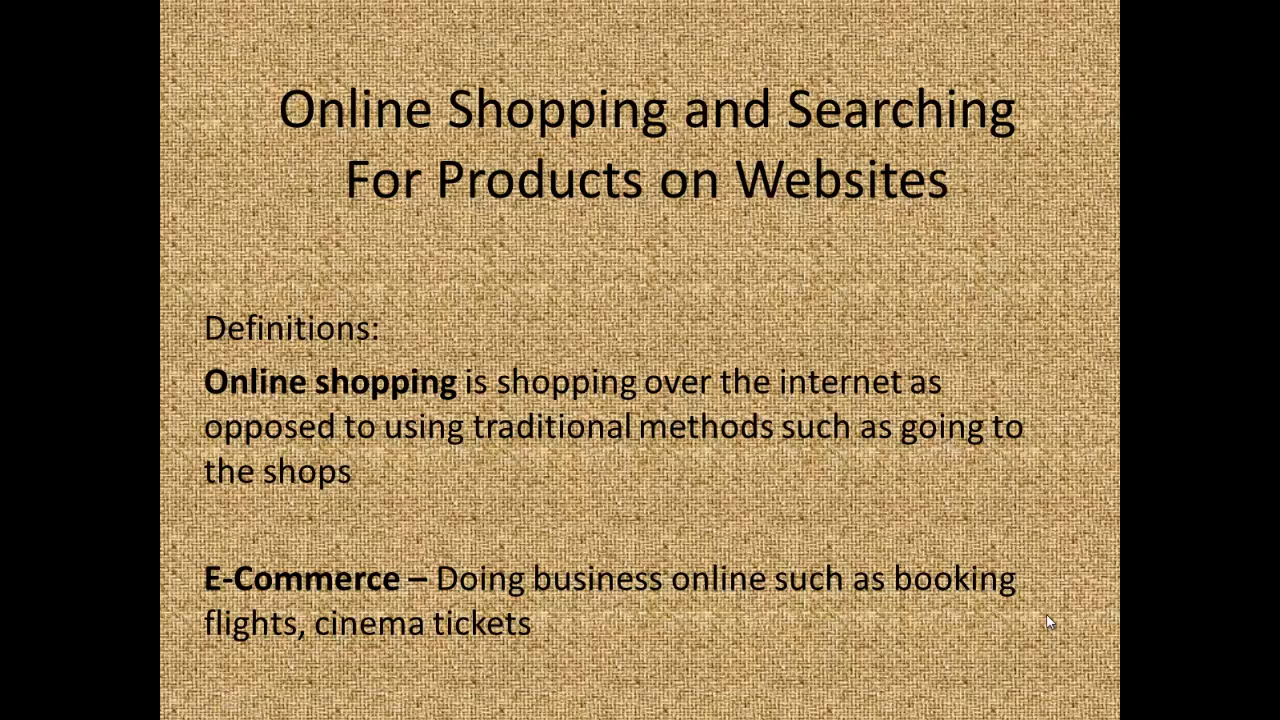 Online Shopping and Searching
For Products on Websites
Definitions:
Online shopping is shopping over the internet as
opposed to using traditional methods such as going to
the shops
E-Commerce – Doing business online such as booking
flights, cinema tickets